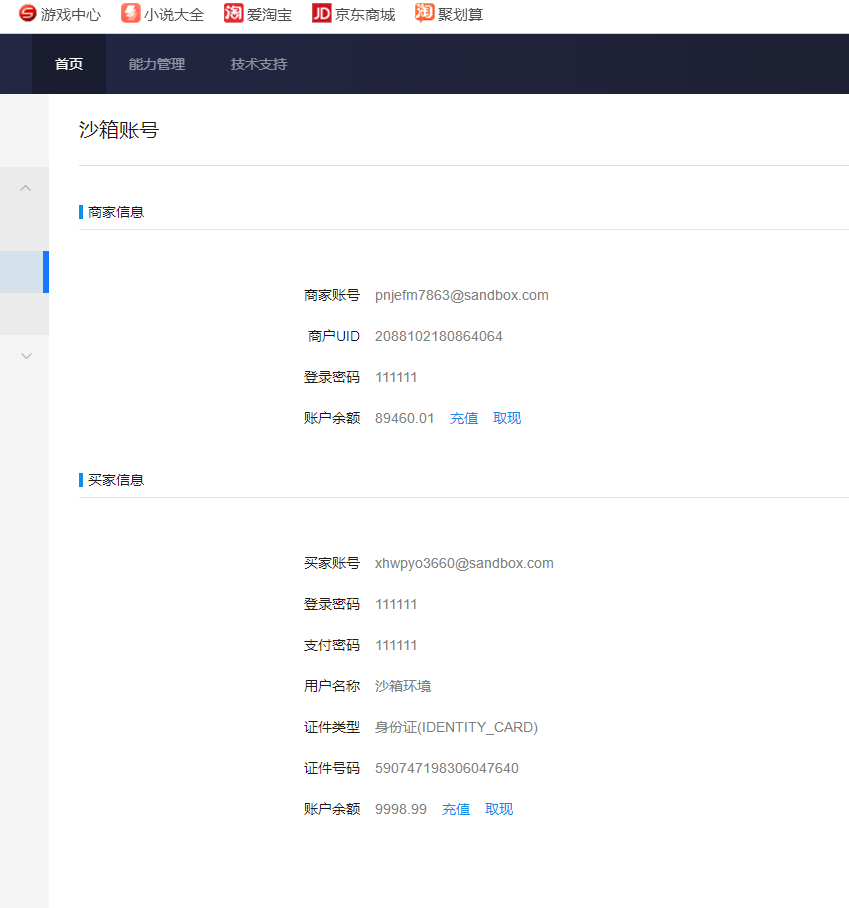 游戏中心 小说大全 淘 爱淘宝 JD 京东商城 淘 聚划算
首页 能力管理 技术支持
沙箱账号
商家信息
商家账号 pnjefm7863@sandbox.com
商户UID 2088102180864064
登录密码 111111
账户余额 89460.01 充值 取现
买家信息
买家账号 xhwpyo3660@sandbox.com
登录密码 111111
支付密码 111111
用户名称 沙箱环境
证件类型 身份证(IDENTITY_CARD)
证件号码 590747198306047640
账户余额 9998.99 充值 取现